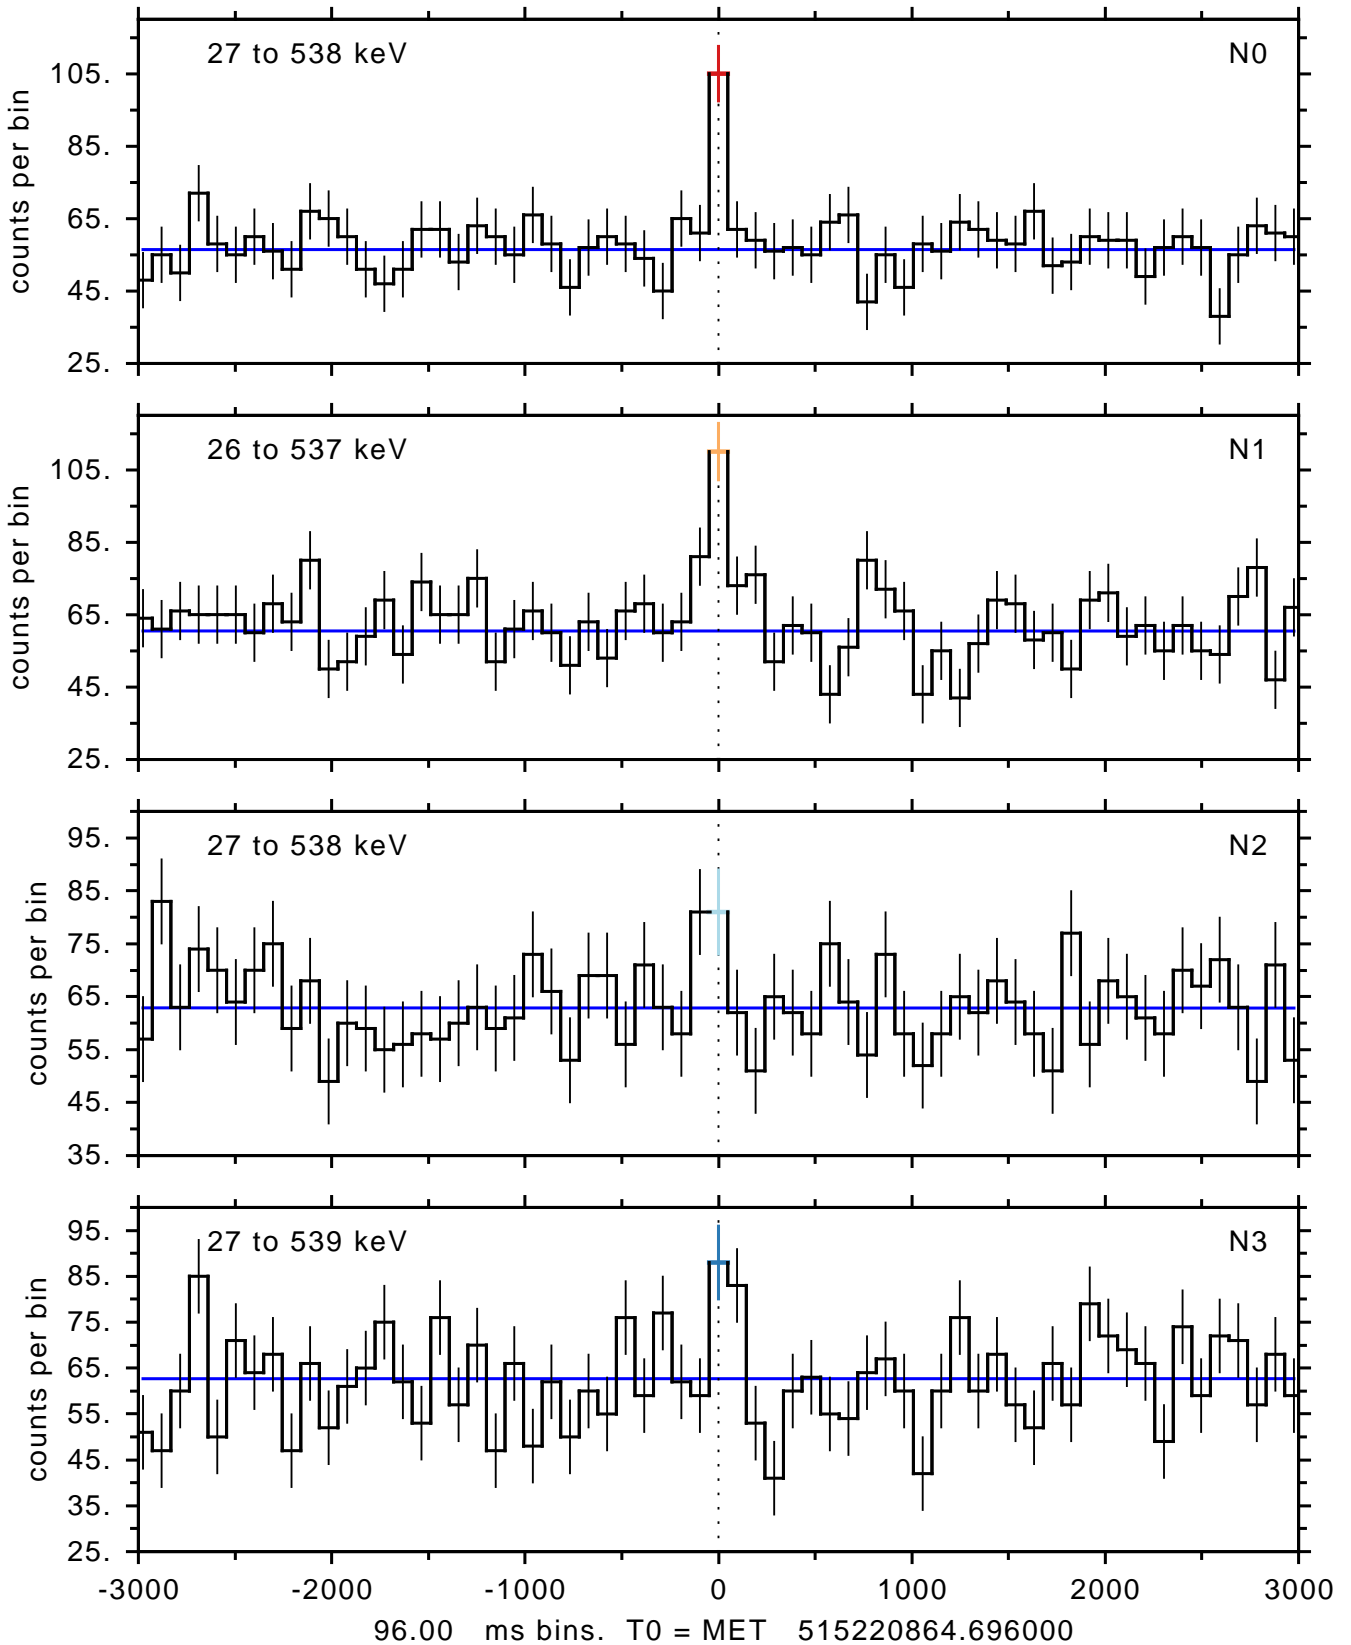 27 to 538 keV N0
105.
85.
65.
45.
25.
counts per bin
26 to 537 keV N1
105.
85.
65.
45.
25.
counts per bin
27 to 538 keV N2
95.
85.
75.
65.
55.
45.
35.
counts per bin
27 to 539 keV N3
95.
85.
75.
65.
55.
45.
35.
25.
counts per bin
-3000 -2000 -1000 0 1000 2000 3000
96.00 ms bins. T0 = MET 515220864.696000